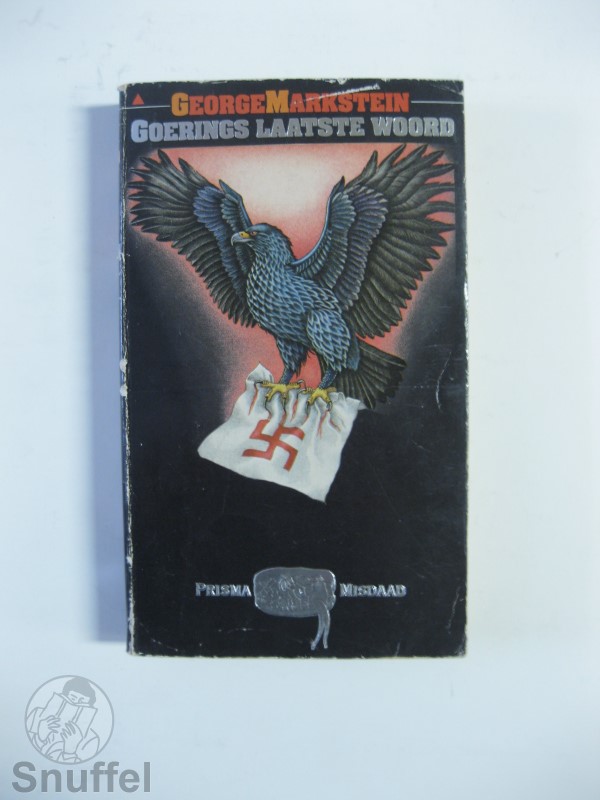 GEORGE MARKSTEIN
GOERINGS LAATSTE WOORD
PRISMA MISDAAD
Snuffel